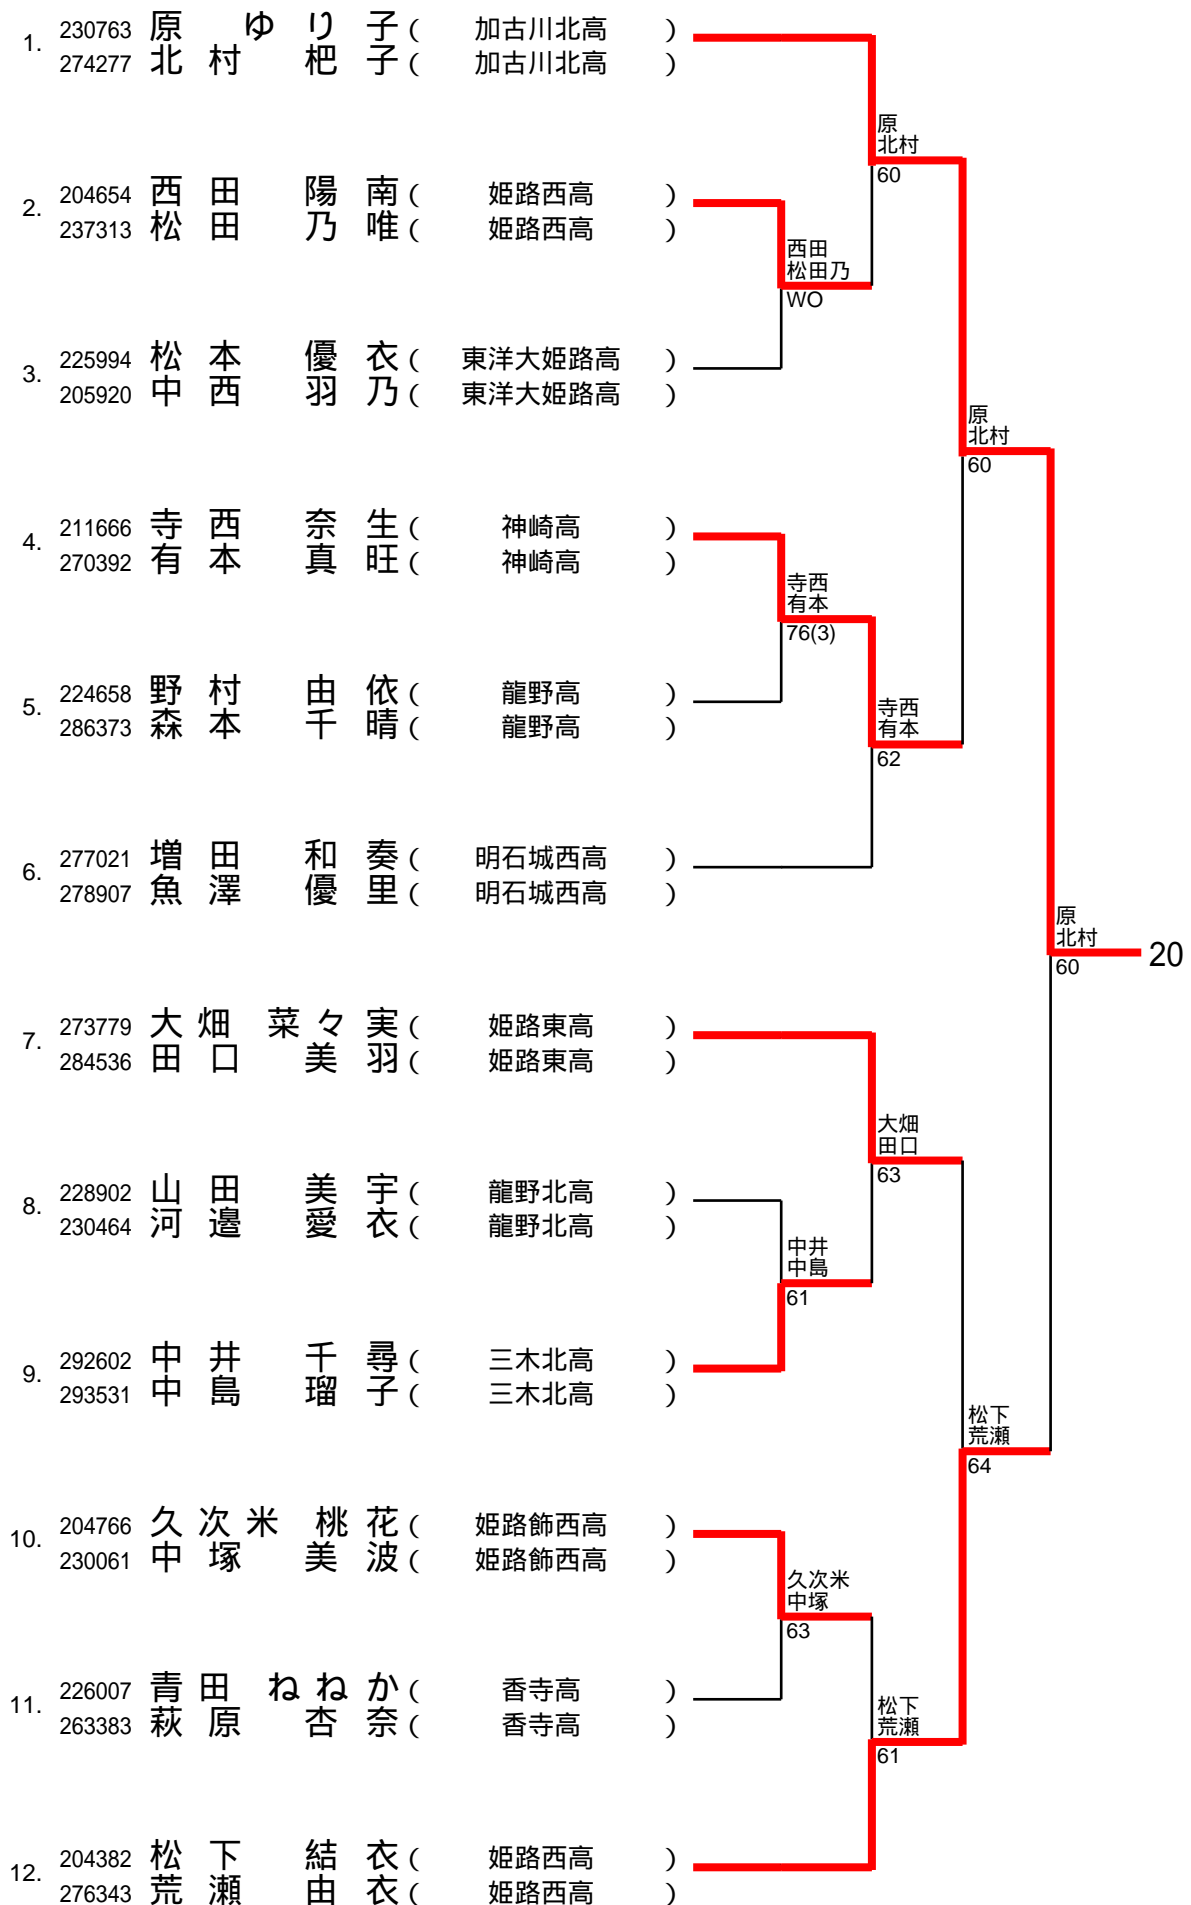 1. 230763 原 ゆり子 ( 加古川北高 )
274277 北村 杷子 ( 加古川北高 )
原
北村
60
2. 204654 西田 陽南 ( 姫路西高 )
237313 松田 乃唯 ( 姫路西高 )
西田
松田乃
WO
3. 225994 松本 優衣 ( 東洋大姫路高 )
205920 中西 羽乃 ( 東洋大姫路高 )
原
北村
60
4. 211666 寺西 奈生 ( 神崎高 )
270392 有本 真旺 ( 神崎高 )
寺西
有本
76(3)
5. 224658 野村 由依 ( 龍野高 )
286373 森本 千晴 ( 龍野高 )
寺西
有本
62
6. 277021 増田 和奏 ( 明石城西高 )
278907 魚澤 優里 ( 明石城西高 )
原
北村
60
20
7. 273779 大畑 菜々実 ( 姫路東高 )
284536 田口 美羽 ( 姫路東高 )
大畑
田口
63
8. 228902 山田 美宇 ( 龍野北高 )
230464 河邉 愛衣 ( 龍野北高 )
中井
中島
61
9. 292602 中井 千尋 ( 三木北高 )
293531 中島 瑠子 ( 三木北高 )
松下
荒瀬
64
10. 204766 久次米 桃花 ( 姫路飾西高 )
230061 中塚 美波 ( 姫路飾西高 )
久次米
中塚
63
11. 226007 青田 ねねか ( 香寺高 )
263383 萩原 杏奈 ( 香寺高 )
松下
荒瀬
61
12. 204382 松下 結衣 ( 姫路西高 )
276343 荒瀬 由衣 ( 姫路西高 )